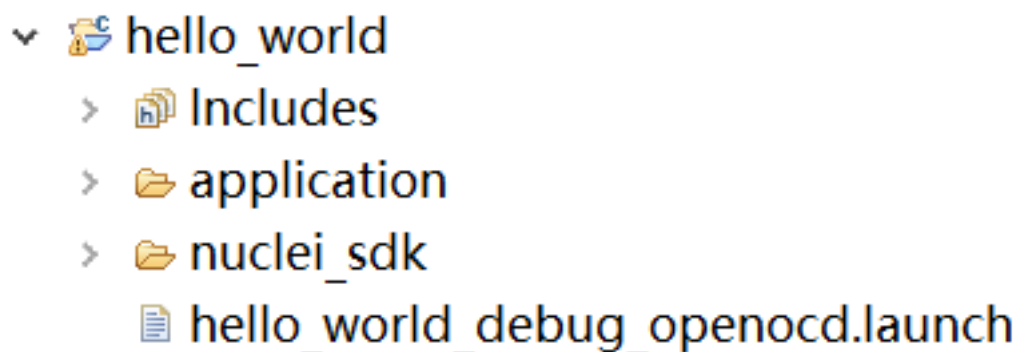 hello_world
Includes
application
nuclei_sdk
hello_world_debug_openocd.launch